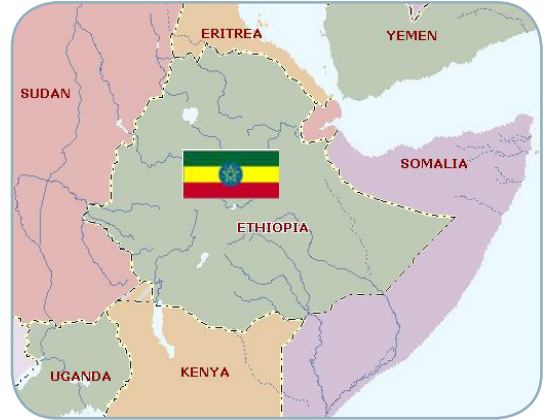 ERITREA
YEMEN
SUDAN
SOMALIA
ETHIOPIA
UGANDA
KENYA